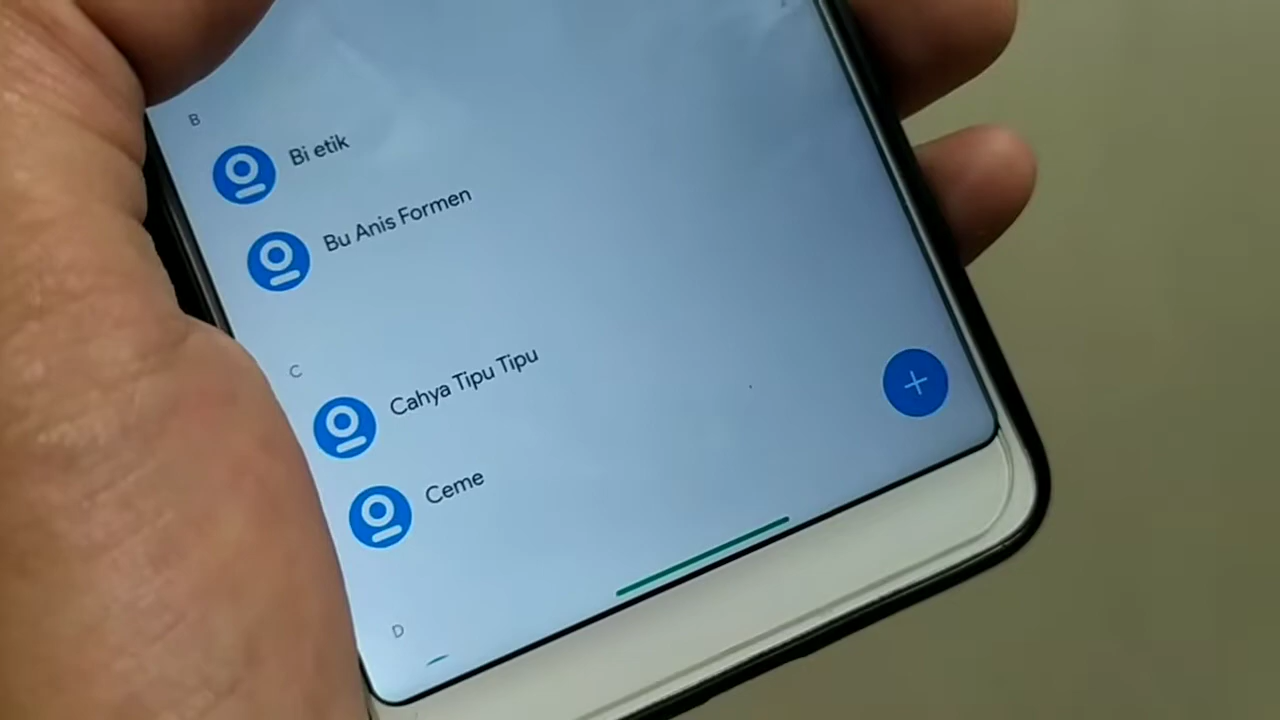 B
Bi etik
Bu Anis Formen
C
Cahya Tipu Tipu
Ceme
D